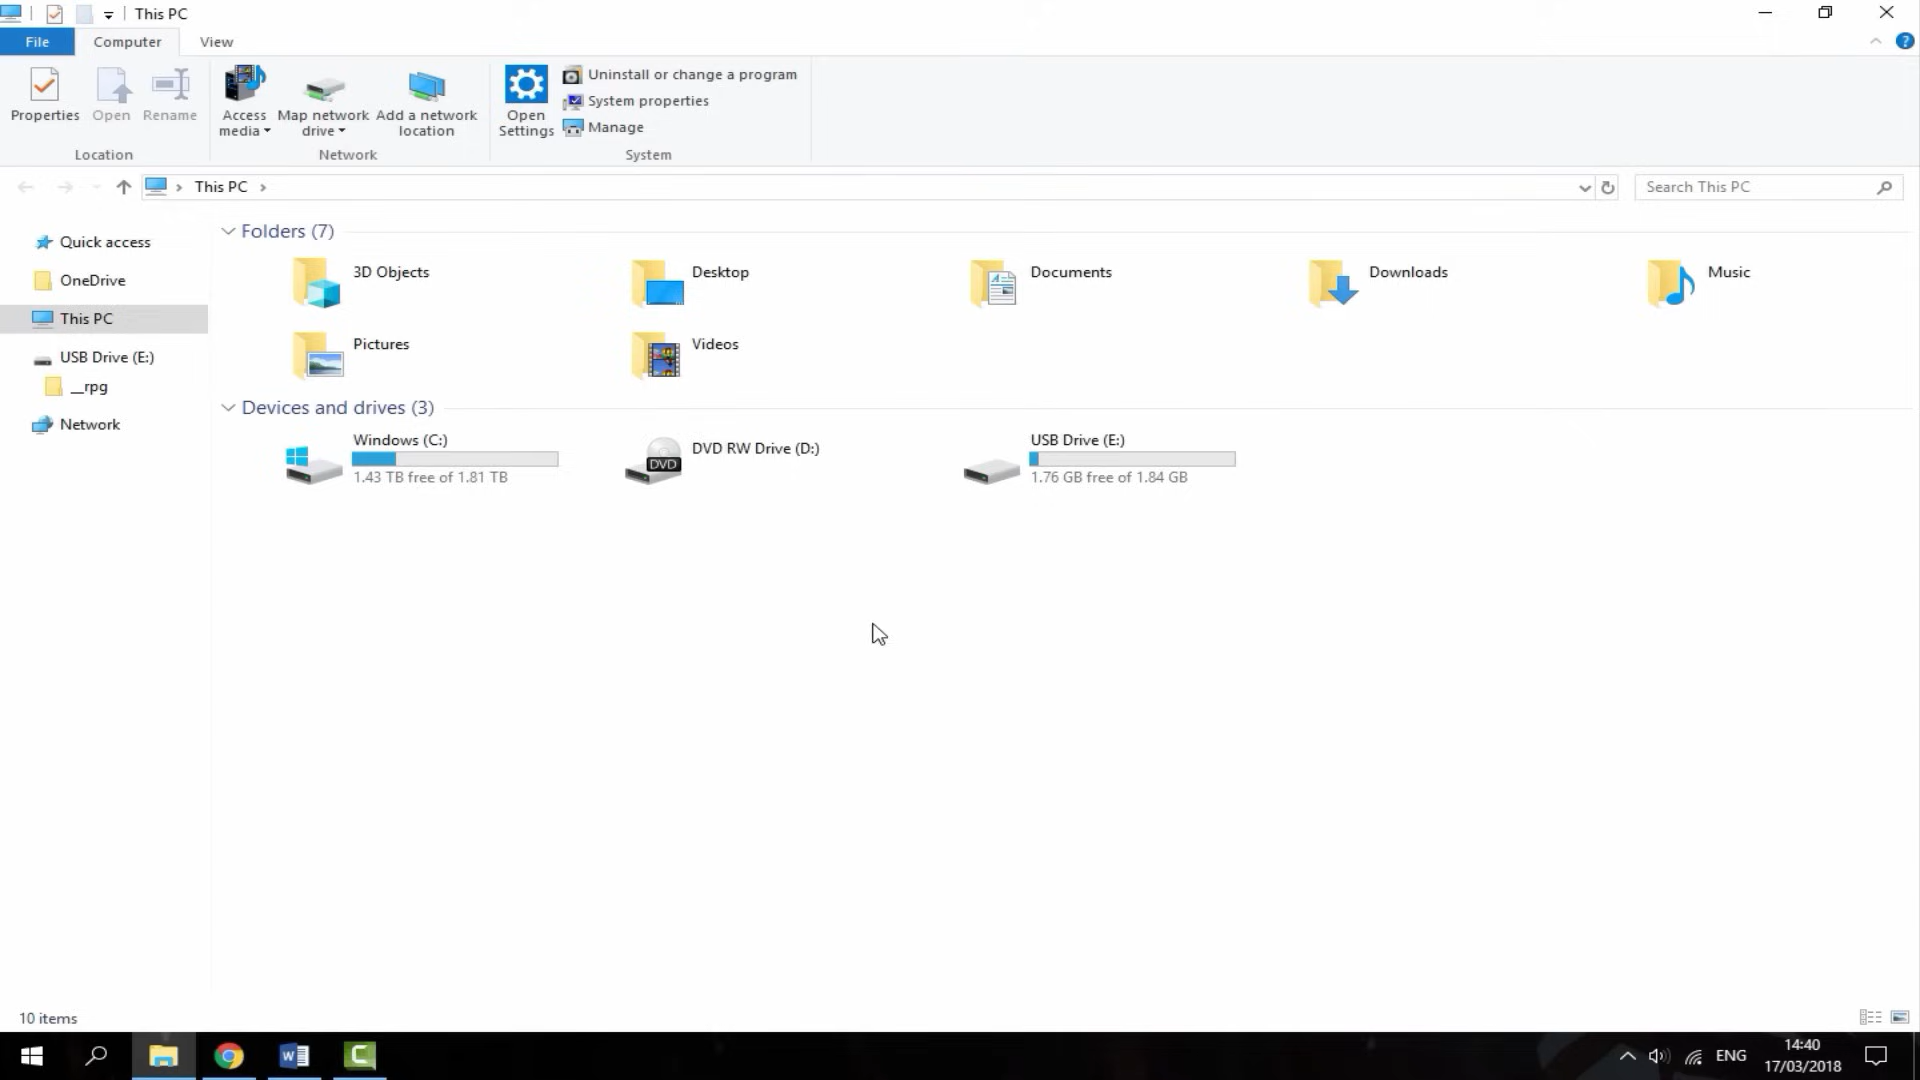 This PC
File Computer View
Properties Open Rename Access media Map network drive Add a network location Open Settings Uninstall or change a program
System properties
Manage
Location Network System
This PC
Search This PC
Quick access
OneDrive
This PC
USB Drive (E:)
__rpg
Network
Folders (7)
3D Objects Desktop Documents Downloads Music
Pictures Videos
Devices and drives (3)
Windows (C:)
1.43 TB free of 1.81 TB
DVD RW Drive (D:)
DVD
USB Drive (E:)
1.76 GB free of 1.84 GB
10 items
ENG
14:40
17/03/2018